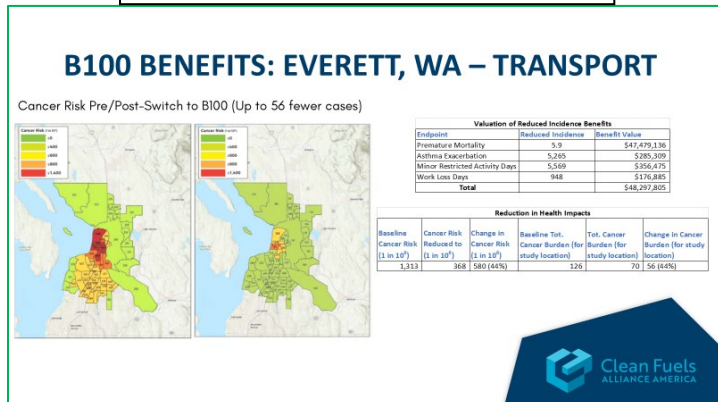 B100 BENEFITS: EVERETT, WA – TRANSPORT
Cancer Risk Pre/Post-Switch to B100 (Up to 56 fewer cases)
Valuation of Reduced Incidence Benefits
Endpoint Reduced Incidence Benefit Value
Premature Mortality 5.9 $47,479,136
Asthma Exacerbation 5,265 $285,309
Minor Restricted Activity Days 5,569 $356,475
Work Loss Days 948 $176,885
Total $48,297,805
Cancer Risk
Cancer Risk
Reduction in Health Impacts
Baseline Cancer Risk (1 in 10⁶) Cancer Risk Reduced to (1 in 10⁶) Change in Cancer Risk (1 in 10⁶) Baseline Tot. Cancer Burden (for study location) Tot. Cancer Burden (for study location) Change in Cancer Burden (for study location)
1,313 368 580 (44%) 126 70 56 (44%)
Clean Fuels
ALLIANCE AMERICA